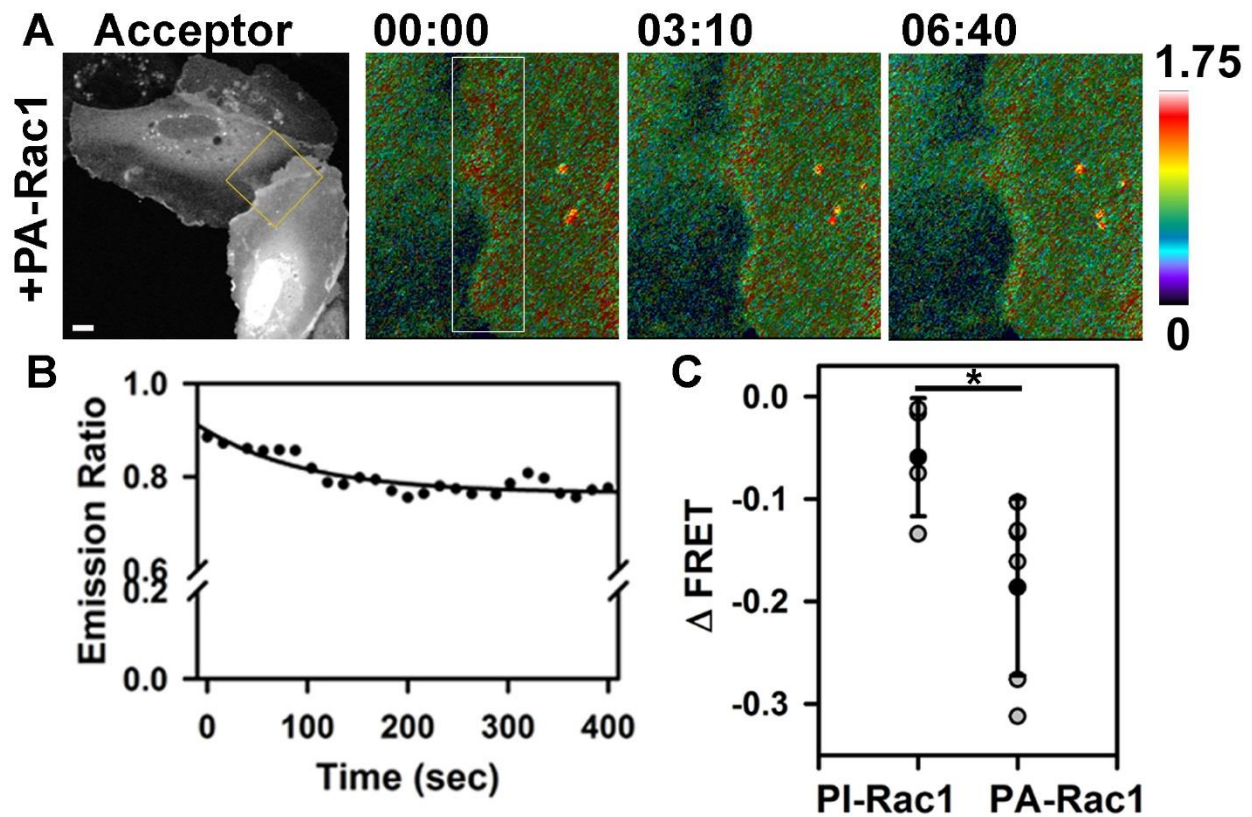 A Acceptor 00:00 03:10 06:40
+PA-Rac1
1.75
0
B
Emission Ratio
1.0
0.8
0.6
0.2
0.0
0 100 200 300 400
Time (sec)
C
*
Δ FRET
0.0
-0.1
-0.2
-0.3
PI-Rac1 PA-Rac1